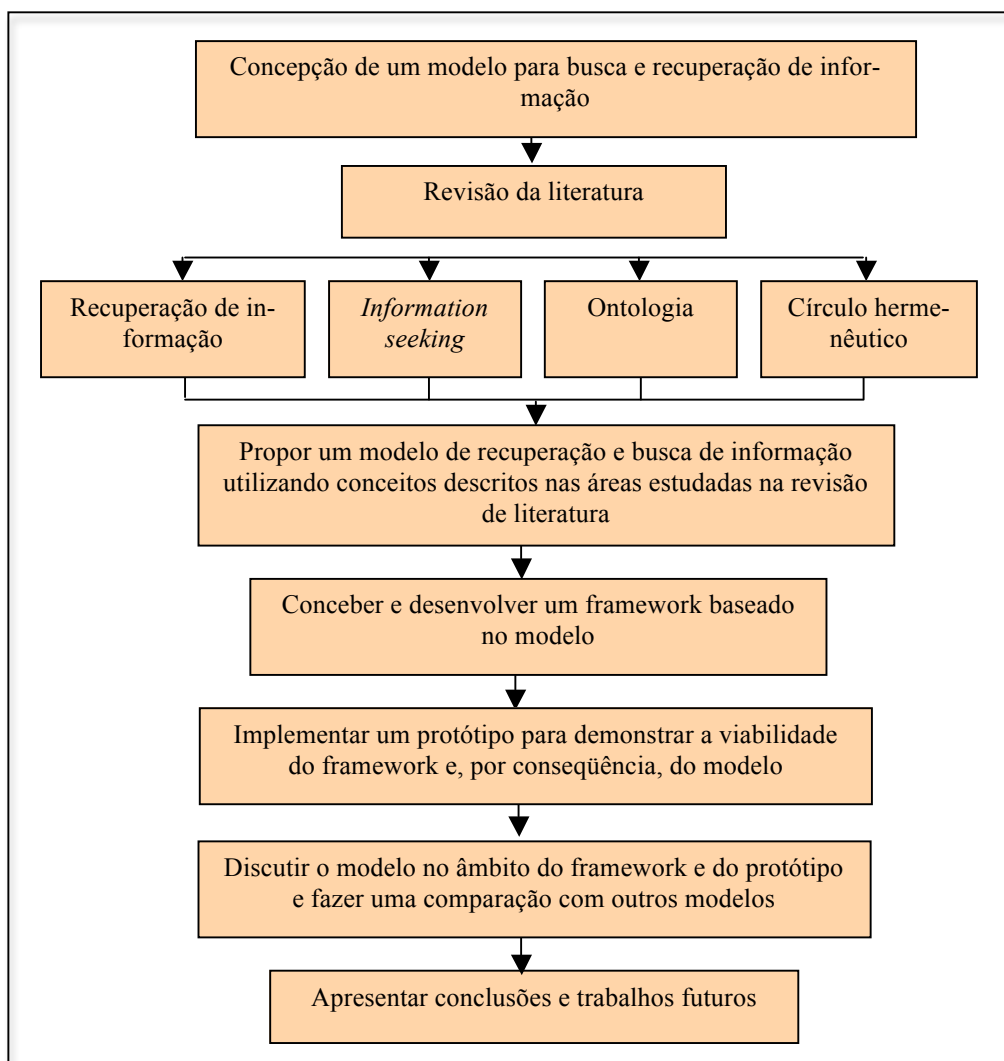 Concepção de um modelo para busca e recuperação de infor-
mação
Revisão da literatura
Recuperação de in-
formação
Information
seeking
Ontologia
Círculo herme-
nêutico
Propor um modelo de recuperação e busca de informação
utilizando conceitos descritos nas áreas estudadas na revisão
de literatura
Conceber e desenvolver um framework baseado
no modelo
Implementar um protótipo para demonstrar a viabilidade
do framework e, por conseqüência, do modelo
Discutir o modelo no âmbito do framework e do protótipo
e fazer uma comparação com outros modelos
Apresentar conclusões e trabalhos futuros